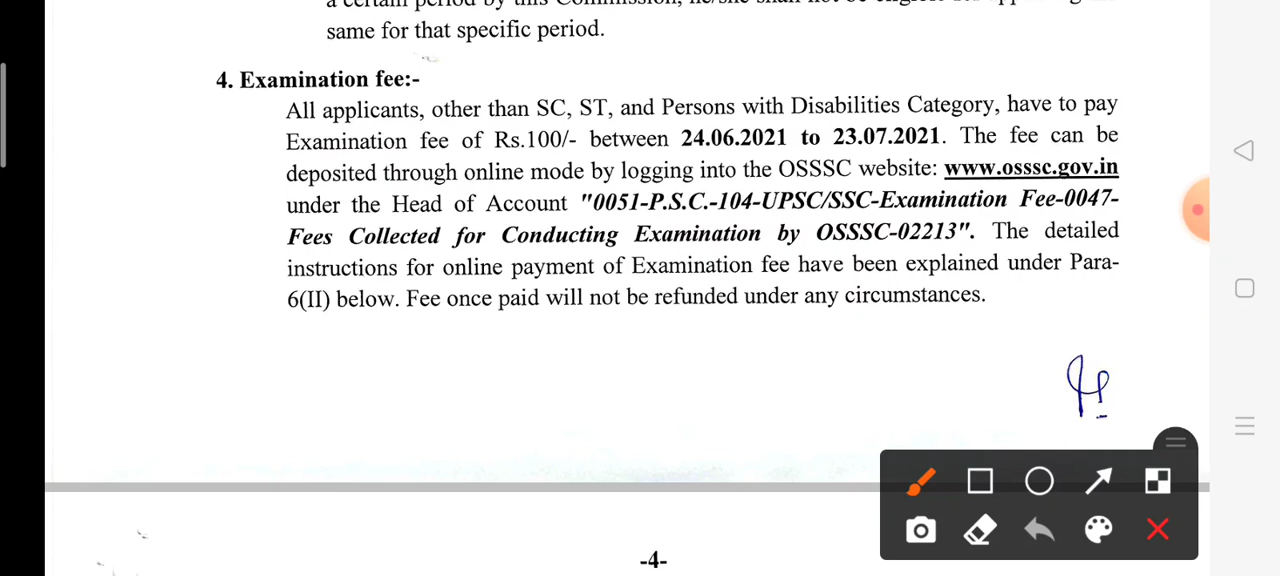 same for that specific period.
4. Examination fee:-
All applicants, other than SC, ST, and Persons with Disabilities Category, have to pay
Examination fee of Rs.100/- between 24.06.2021 to 23.07.2021. The fee can be
deposited through online mode by logging into the OSSSC website: www.osssc.gov.in
under the Head of Account "0051-P.S.C.-104-UPSC/SSC-Examination Fee-0047-
Fees Collected for Conducting Examination by OSSSC-02213". The detailed
instructions for online payment of Examination fee have been explained under Para-
6(II) below. Fee once paid will not be refunded under any circumstances.
-4-